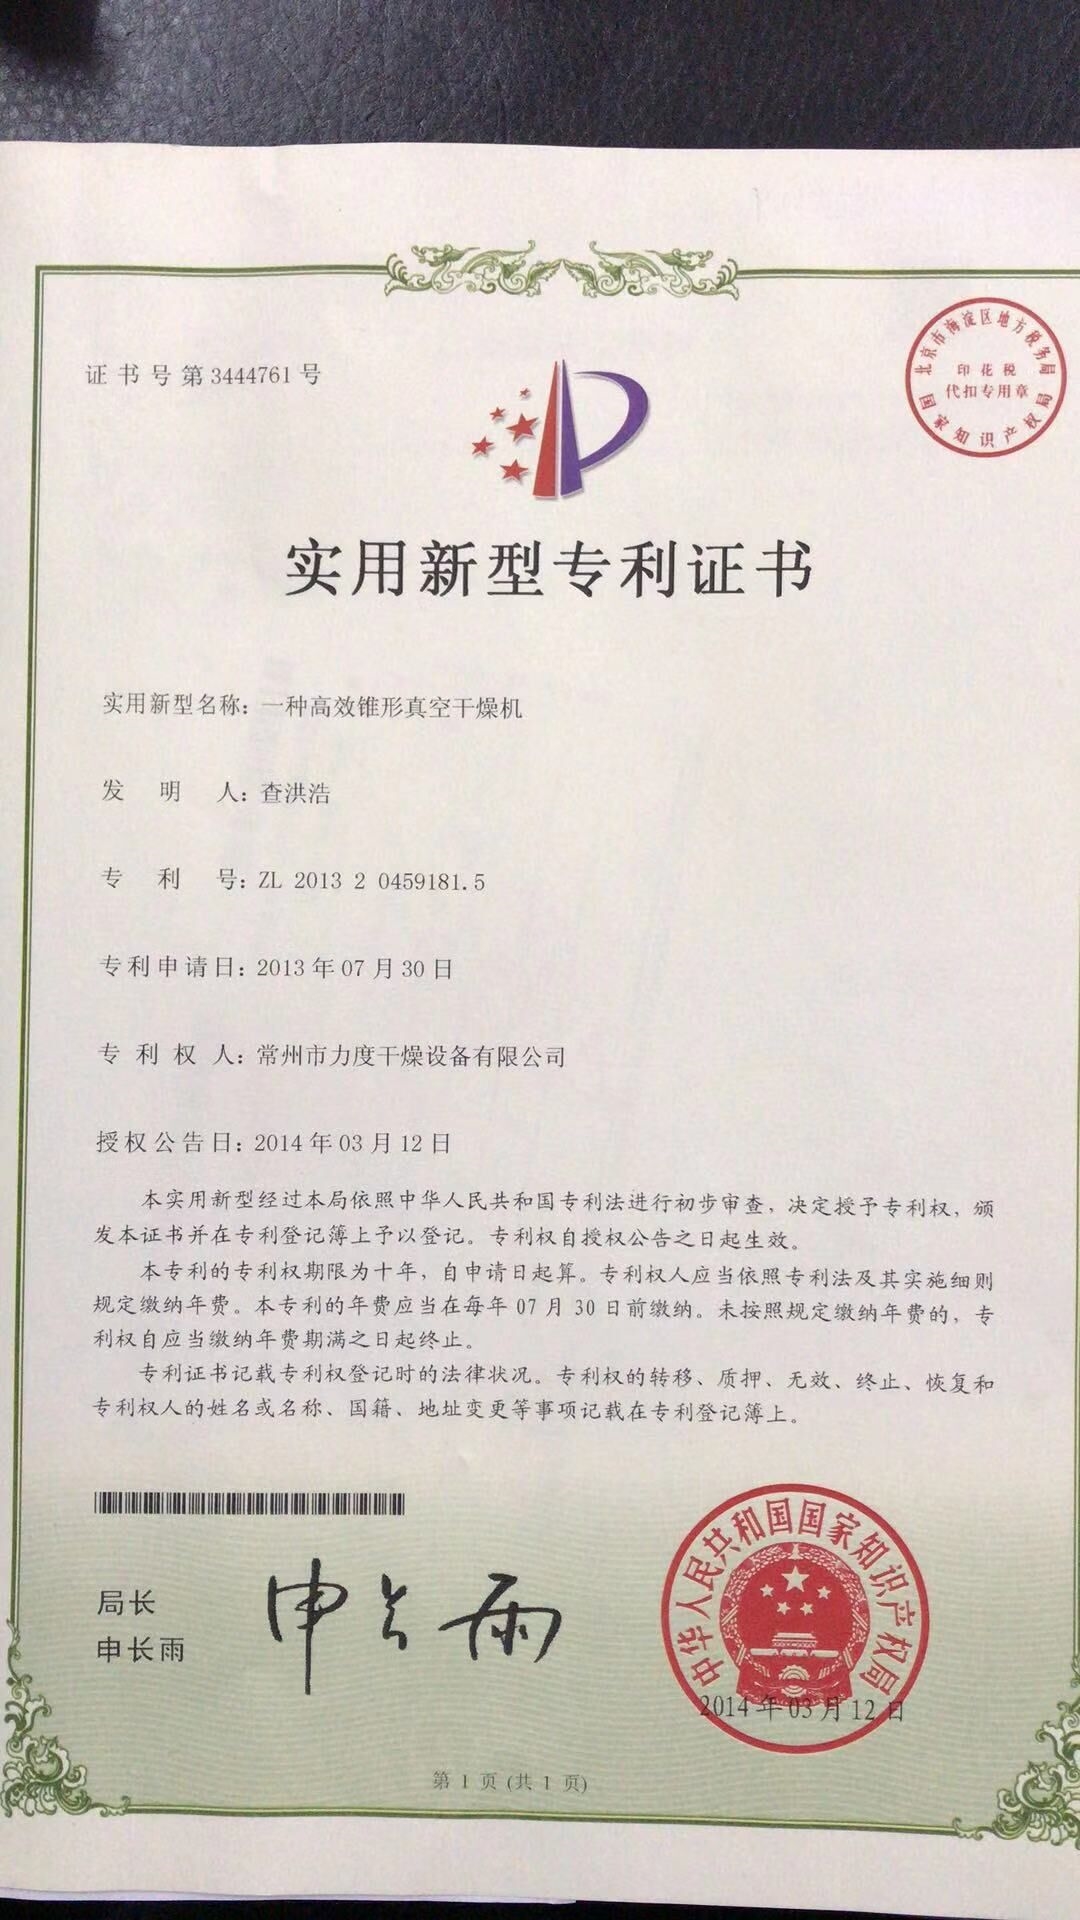 证书号第3444761号
北京市海淀区地方税务局
印花税
代扣专用章
国家知识产权局
实用新型专利证书
实用新型名称：一种高效锥形真空干燥机
发明人：查洪浩
专利号：ZL 2013 2 0459181.5
专利申请日：2013年07月30日
专利权人：常州市力度干燥设备有限公司
授权公告日：2014年03月12日
本实用新型经过本局依照中华人民共和国专利法进行初步审查，决定授予专利权，颁
发本证书并在专利登记簿上予以登记。专利权自授权公告之日起生效。
本专利的专利权期限为十年，自申请日起算。专利权人应当依照专利法及其实施细则
规定缴纳年费。本专利的年费应当在每年07月30日前缴纳。未按照规定缴纳年费的，专
利权自应当缴纳年费期满之日起终止。
专利证书记载专利权登记时的法律状况。专利权的转移、质押、无效、终止、恢复和
专利权人的姓名或名称、国籍、地址变更等事项记载在专利登记簿上。
局长
申长雨
申长雨
中华人民共和国国家知识产权局
2014年03月12日
第1页(共1页)